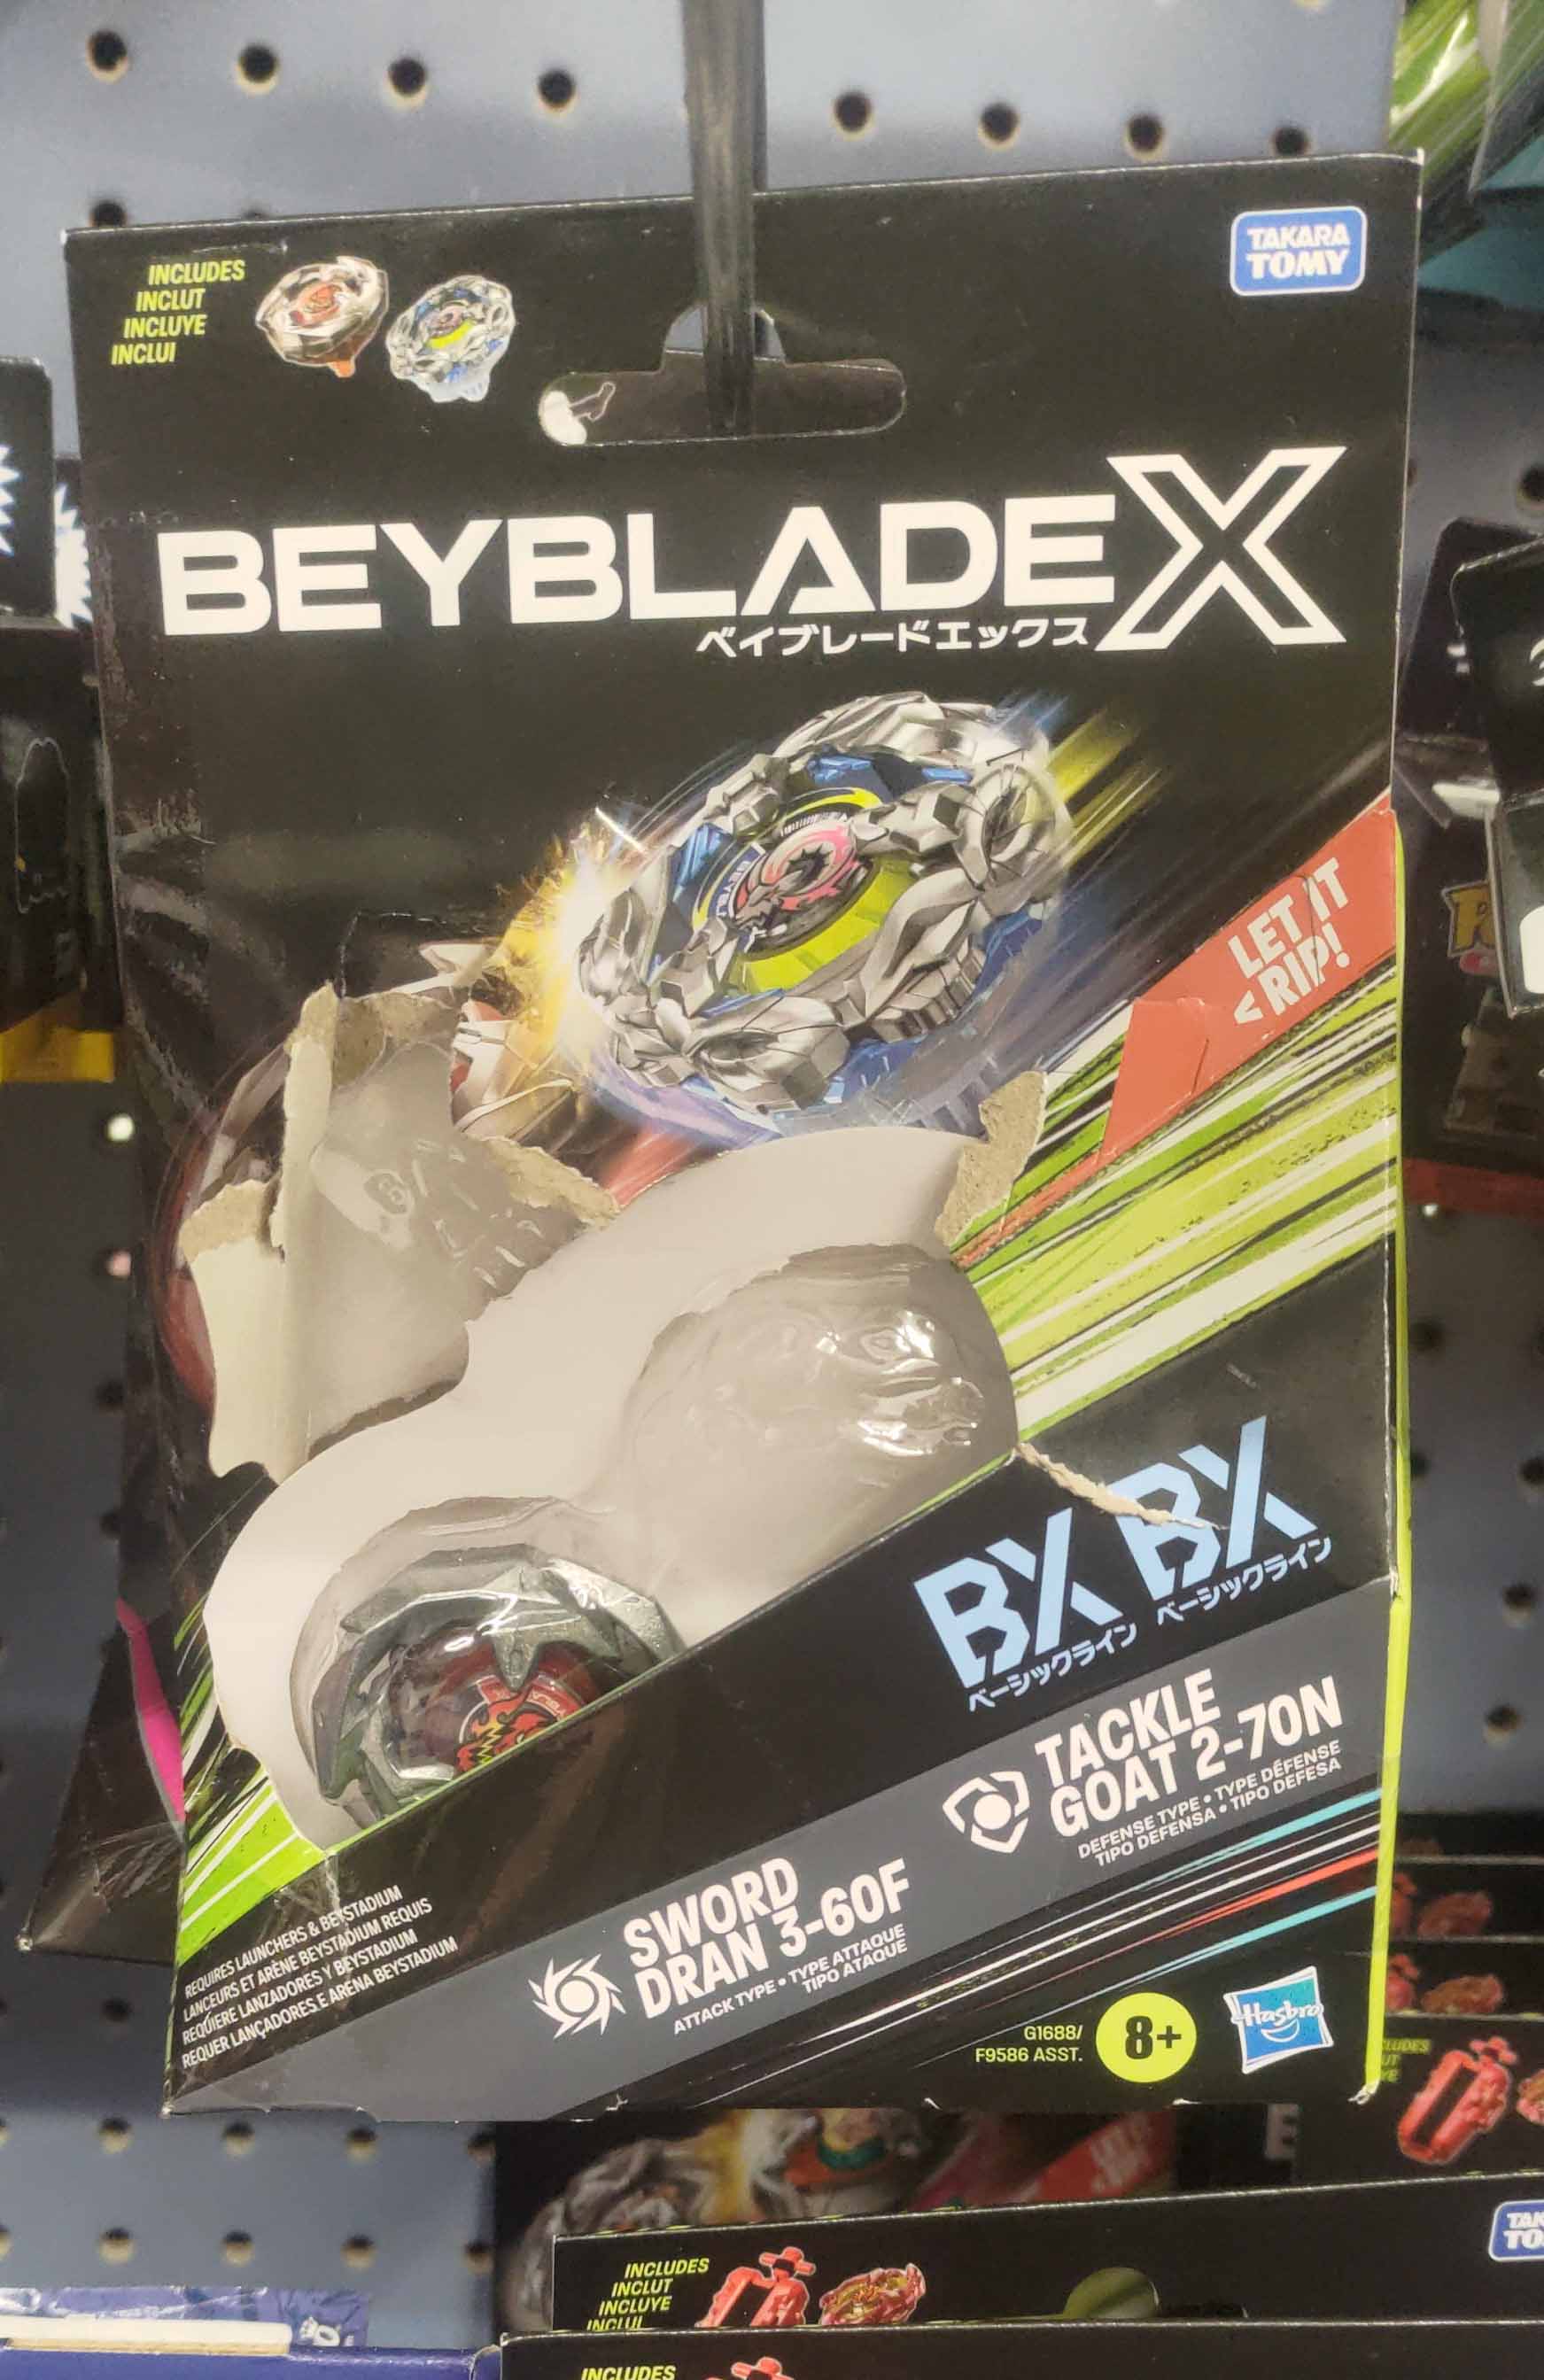 INCLUDES
INCLUT
INCLUYE
INCLUI
TAKARA
TOMY
BEYBLADE X
ベイブレードエックス
LET IT
< RIP!
BX BX
ベーシックライン ベーシックライン
TACKLE
GOAT 2-70N
DEFENSE TYPE • TYPE DÉFENSE
TIPO DEFENSA • TIPO DEFESA
SWORD
DRAN 3-60F
ATTACK TYPE • TYPE ATTAQUE
TIPO ATAQUE
REQUIRES LAUNCHERS & BEYSTADIUM
LANCEURS ET ARÈNE BEYSTADIUM REQUIS
REQUIERE LANZADORES Y BEYSTADIUM
REQUER LANÇADORES E ARENA BEYSTADIUM
G1688/
F9586 ASST.
8+
Hasbro
INCLUDES
INCLUT
INCLUYE
INCLUI
INCLUDES